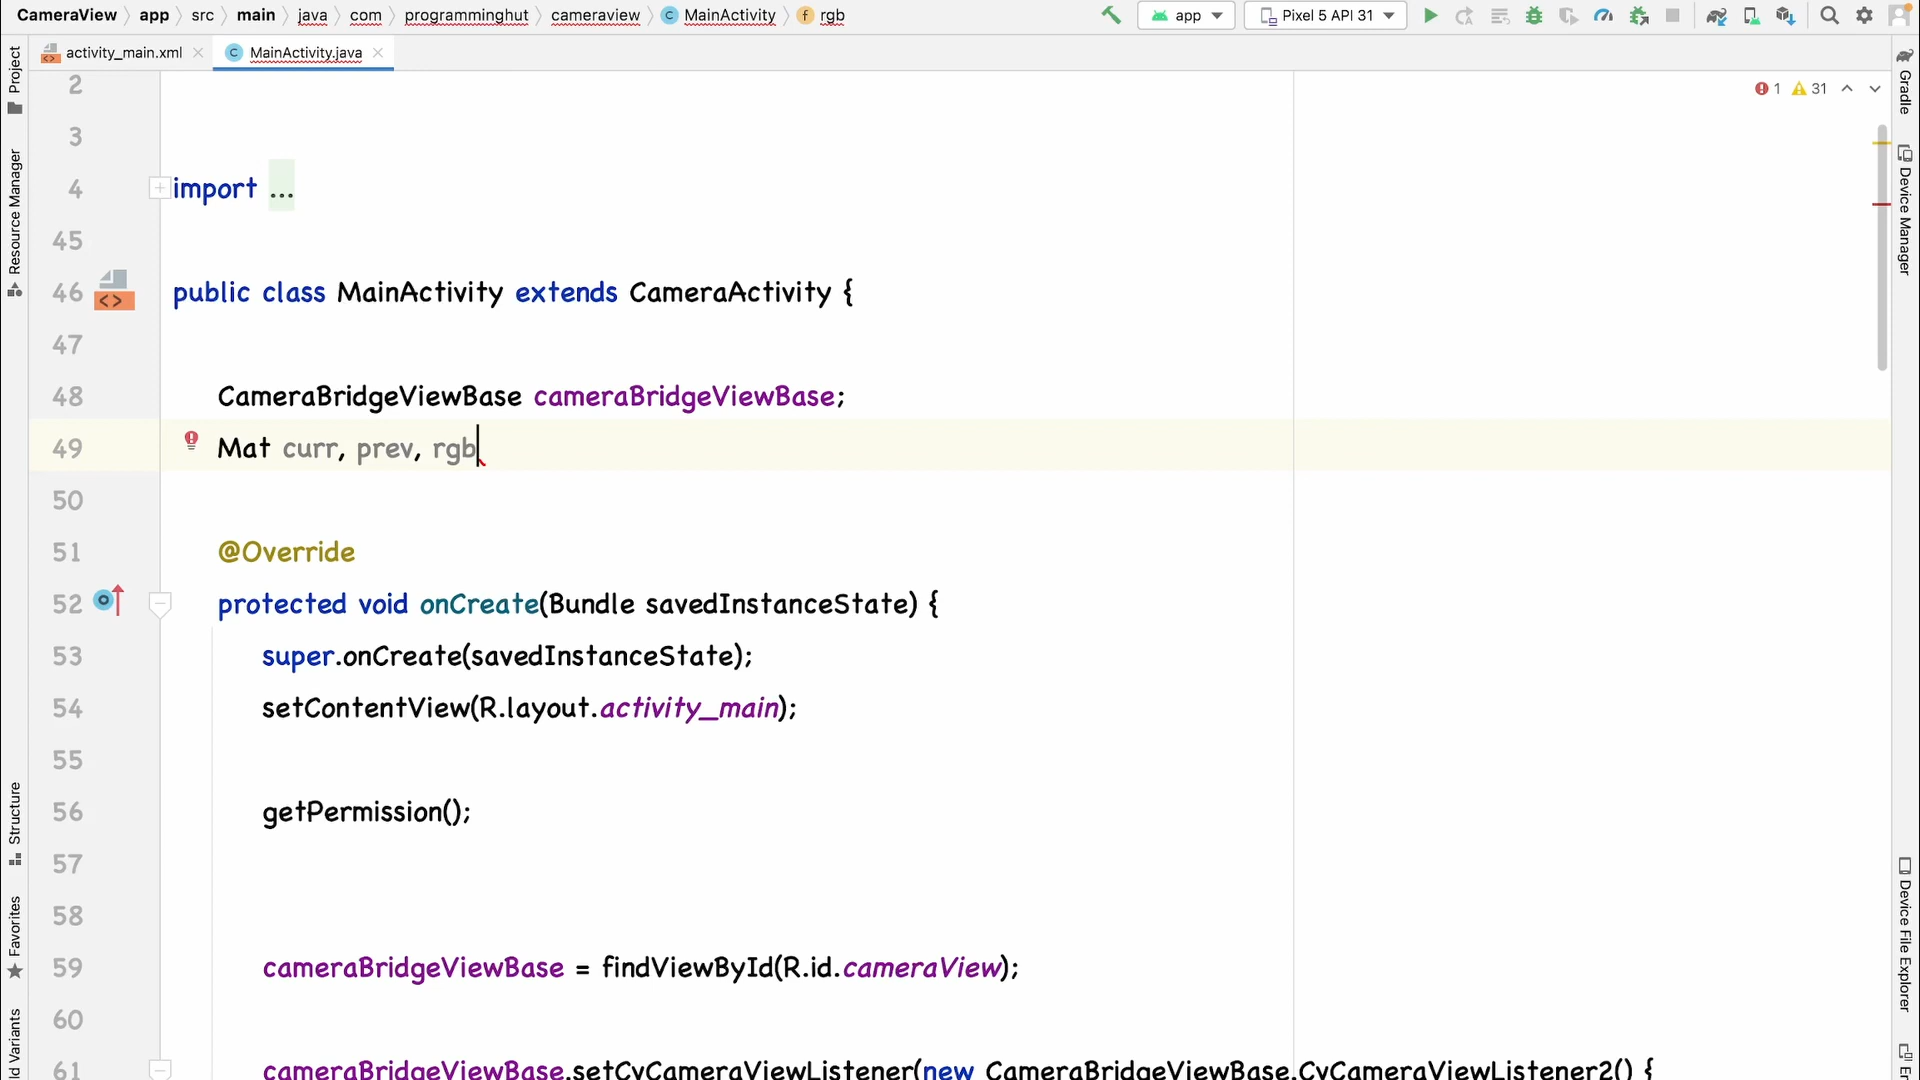 CameraView app src main java com programminghut cameraview MainActivity rgb
app Pixel 5 API 31
activity_main.xml
MainActivity.java
Project
Resource Manager
Structure
Favorites
ld Variants
Gradle
Device Manager
Device File Explorer
1 31
2
3
4 import ...
45
46 public class MainActivity extends CameraActivity {
47
48 CameraBridgeViewBase cameraBridgeViewBase;
49 Mat curr, prev, rgb
50
51 @Override
52 protected void onCreate(Bundle savedInstanceState) {
53 super.onCreate(savedInstanceState);
54 setContentView(R.layout.activity_main);
55
56 getPermission();
57
58
59 cameraBridgeViewBase = findViewById(R.id.cameraView);
60
61 cameraBridgeViewBase.setCvCameraViewListener(new CameraBridgeViewBase.CvCameraViewListener2() {